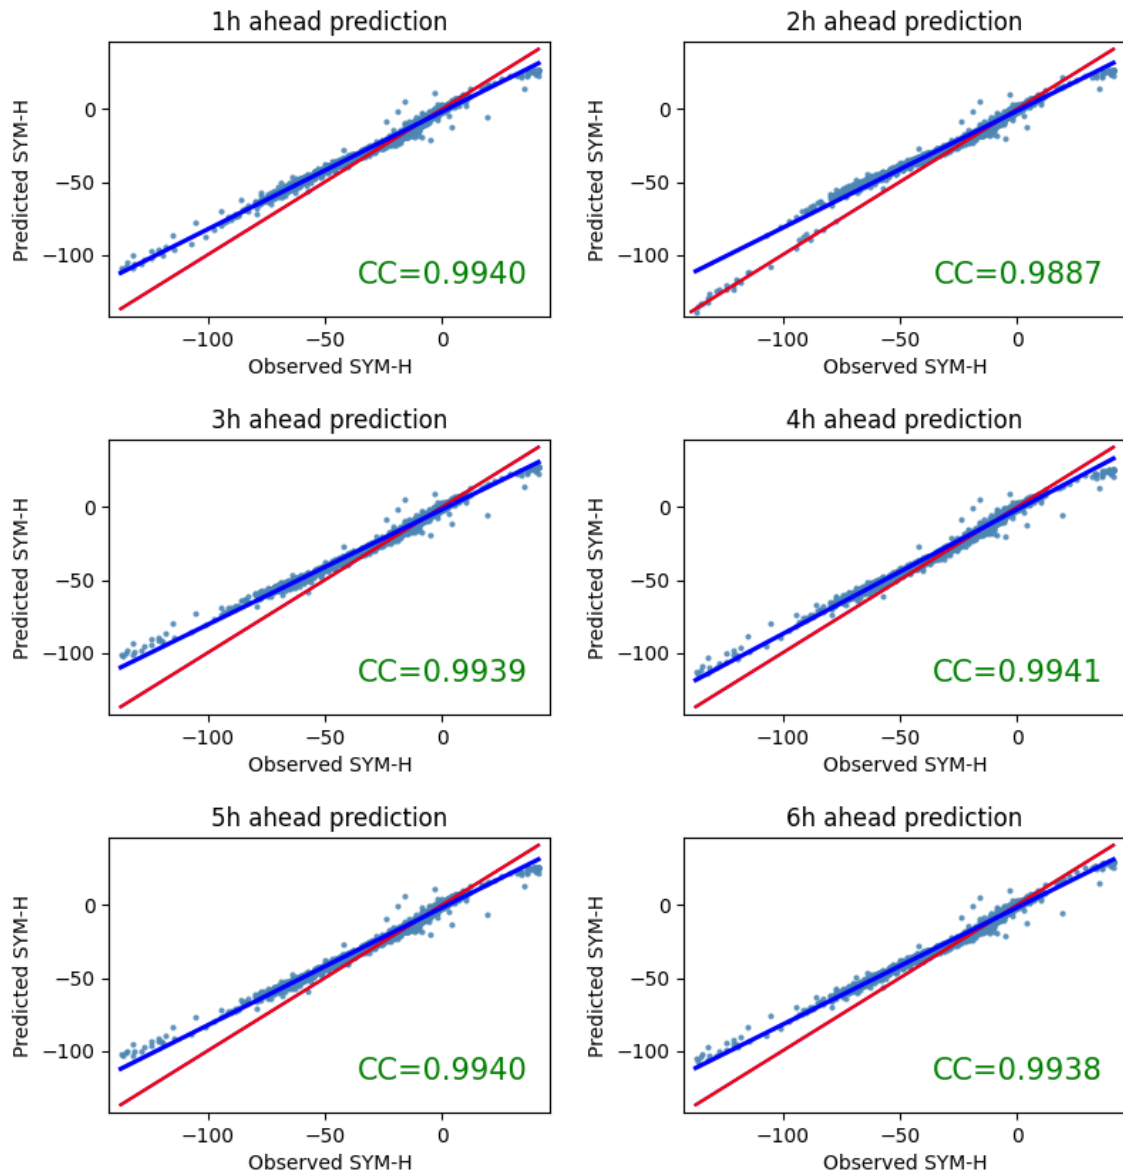 1h ahead prediction
0
−50
−100
Predicted SYM-H
CC=0.9940
−100 −50 0
Observed SYM-H
2h ahead prediction
0
−50
−100
Predicted SYM-H
CC=0.9887
−100 −50 0
Observed SYM-H
3h ahead prediction
0
−50
−100
Predicted SYM-H
CC=0.9939
−100 −50 0
Observed SYM-H
4h ahead prediction
0
−50
−100
Predicted SYM-H
CC=0.9941
−100 −50 0
Observed SYM-H
5h ahead prediction
0
−50
−100
Predicted SYM-H
CC=0.9940
−100 −50 0
Observed SYM-H
6h ahead prediction
0
−50
−100
Predicted SYM-H
CC=0.9938
−100 −50 0
Observed SYM-H